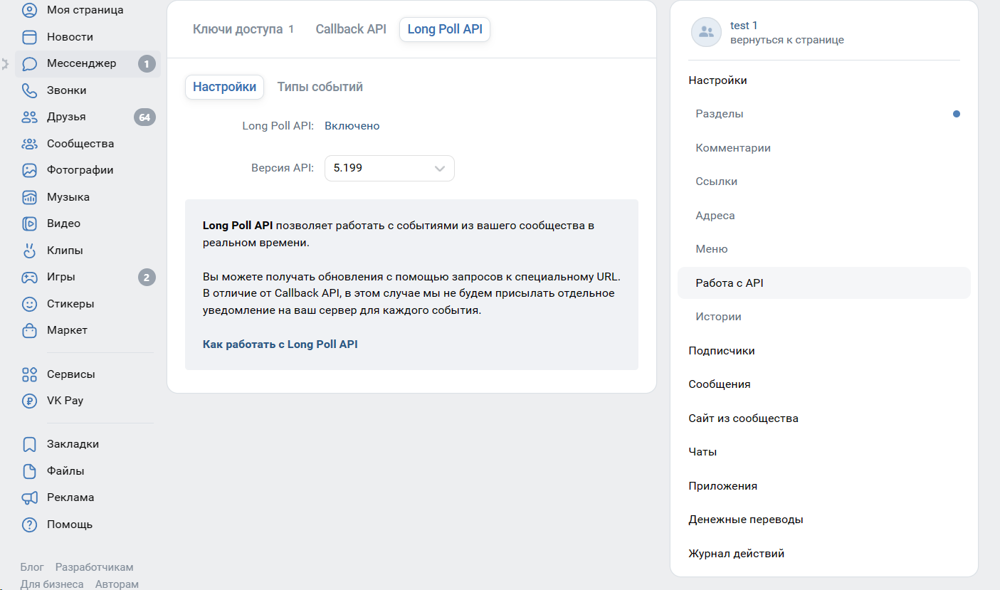 Моя страница
Новости
Мессенджер 1
Звонки
Друзья 64
Сообщества
Фотографии
Музыка
Видео
Клипы
Игры 2
Стикеры
Маркет
Сервисы
VK Pay
Закладки
Файлы
Реклама
Помощь
Блог Разработчикам
Для бизнеса Авторам
Ключи доступа 1 Callback API Long Poll API
Настройки Типы событий
Long Poll API: Включено
Версия API: 5.199
Long Poll API позволяет работать с событиями из вашего сообщества в
реальном времени.
Вы можете получать обновления с помощью запросов к специальному URL.
В отличие от Callback API, в этом случае мы не будем присылать отдельное
уведомление на ваш сервер для каждого события.
Как работать с Long Poll API
test 1
вернуться к странице
Настройки
Разделы
Комментарии
Ссылки
Адреса
Меню
Работа с API
Истории
Подписчики
Сообщения
Сайт из сообщества
Чаты
Приложения
Денежные переводы
Журнал действий